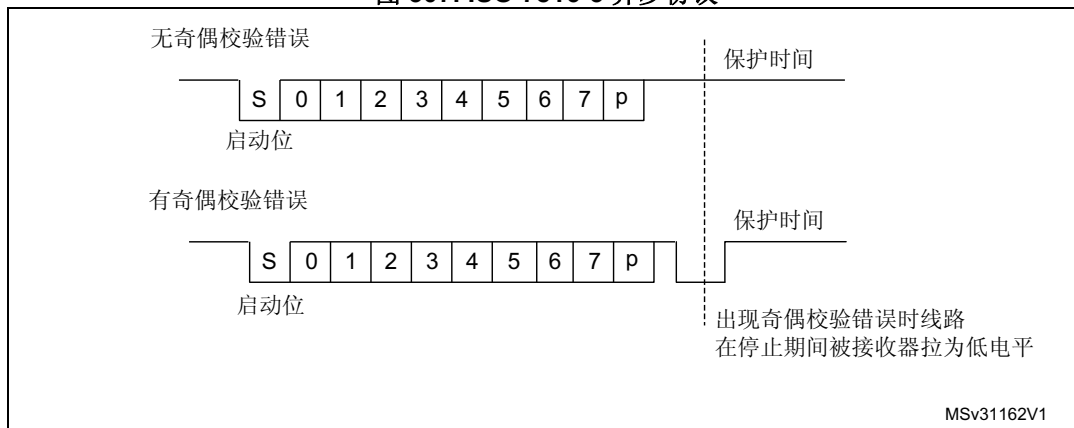 无奇偶校验错误
保护时间
S 0 1 2 3 4 5 6 7 p
启动位
有奇偶校验错误
保护时间
S 0 1 2 3 4 5 6 7 p
启动位
出现奇偶校验错误时线路
在停止期间被接收器拉为低电平
MSv31162V1